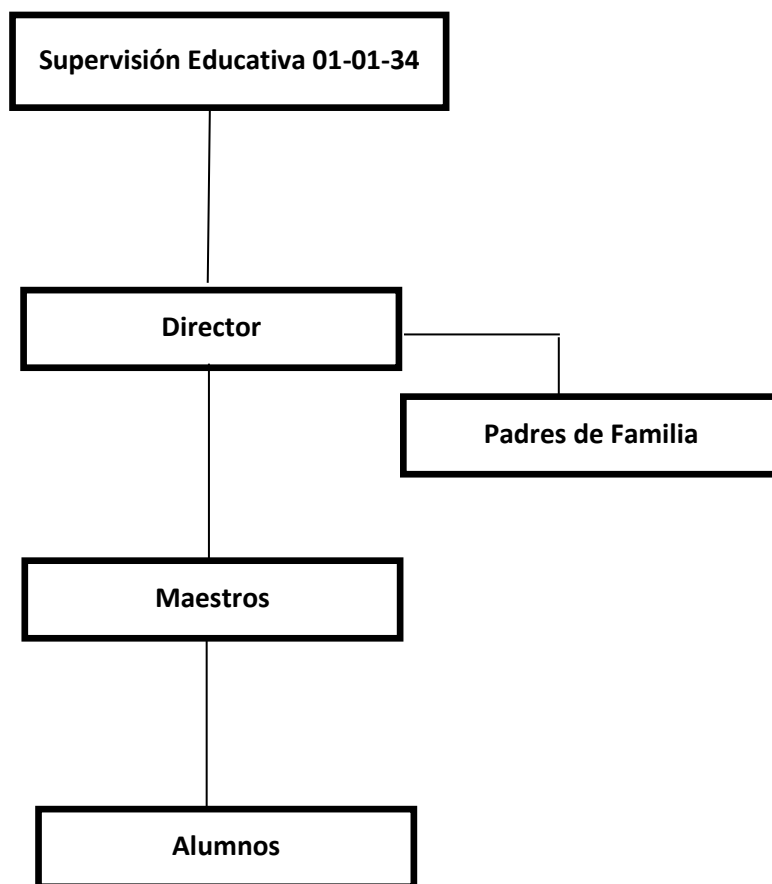 Supervisión Educativa 01-01-34
Director
Padres de Familia
Maestros
Alumnos